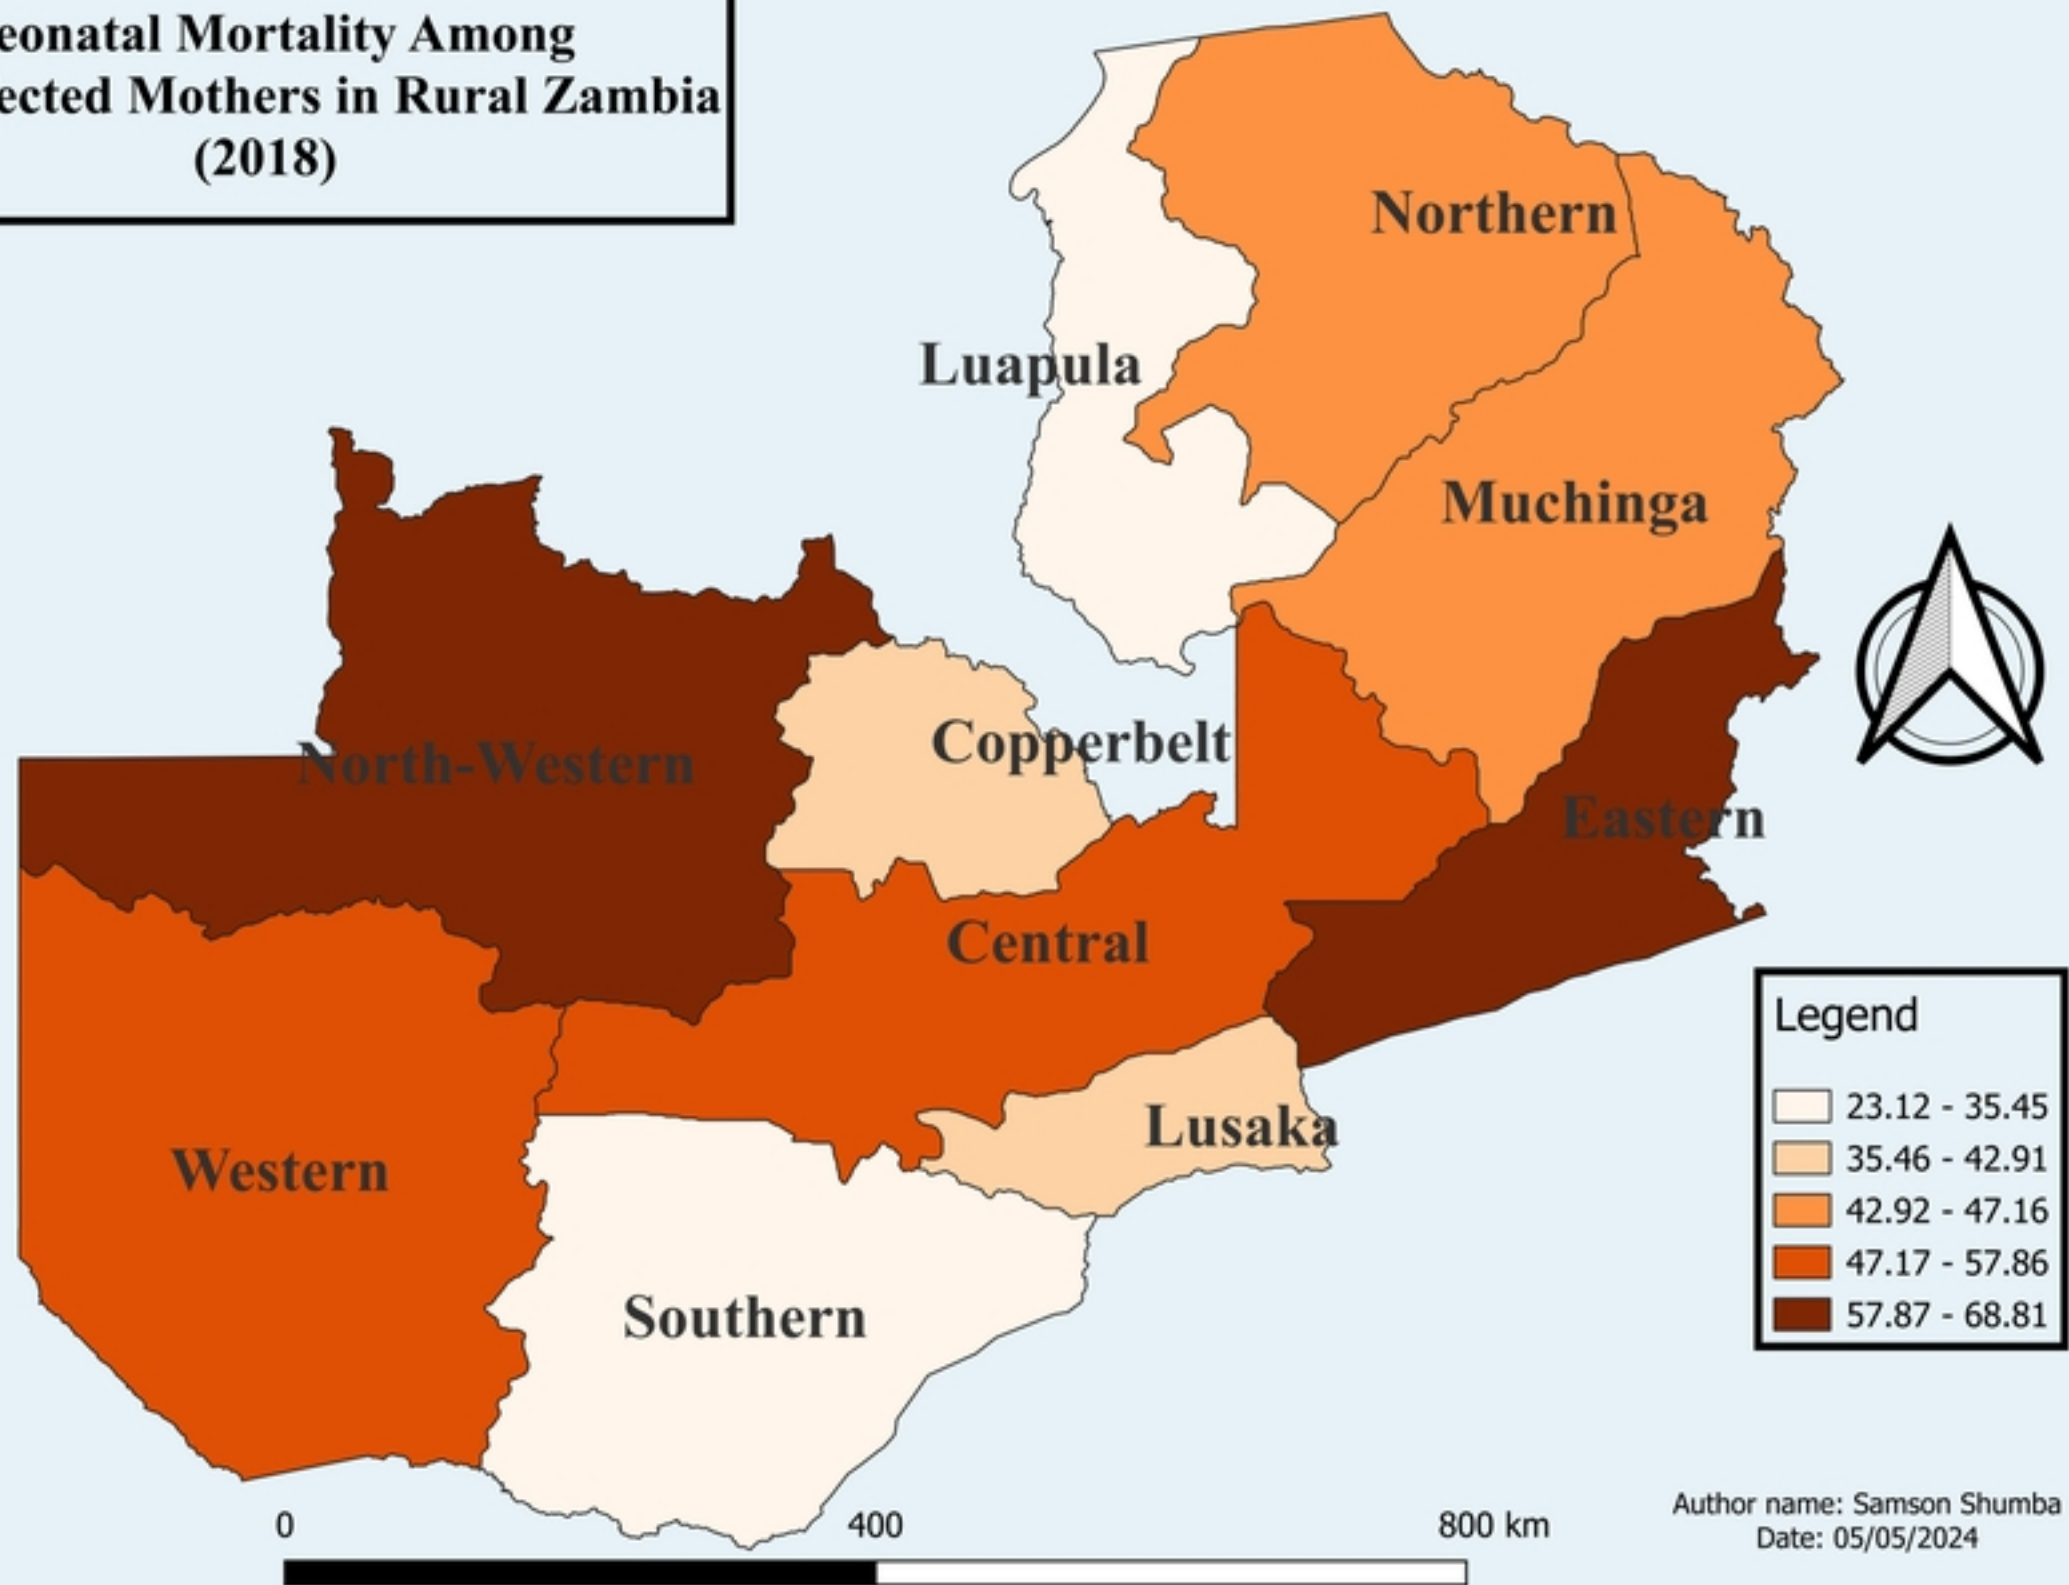 eonatal Mortality Among
ected Mothers in Rural Zambia
(2018)
Northern
Luapula
Muchinga
Copperbelt
North-Western
Eastern
Central
Lusaka
Western
Southern
Legend
23.12 - 35.45
35.46 - 42.91
42.92 - 47.16
47.17 - 57.86
57.87 - 68.81
0 400 800 km
Author name: Samson Shumba
Date: 05/05/2024